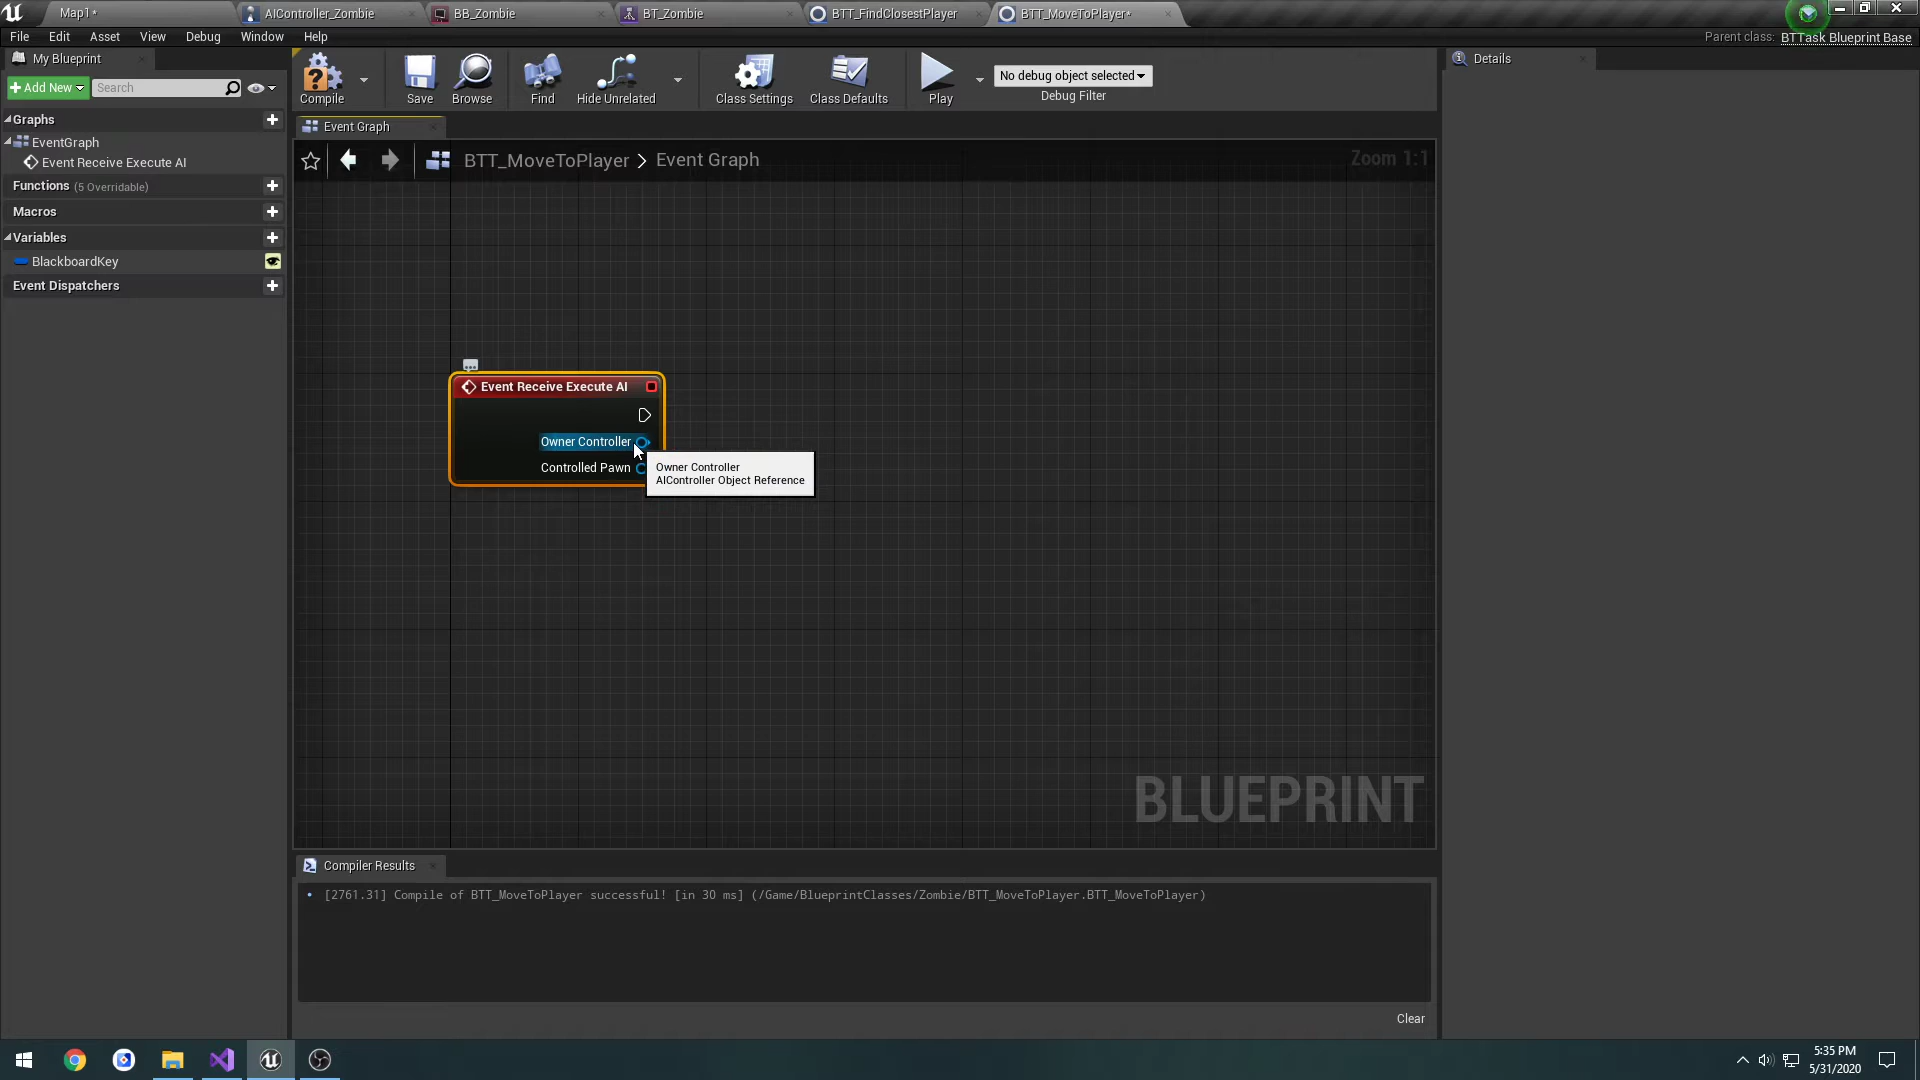 Map1*
AIController_Zombie
BB_Zombie
BT_Zombie
BTT_FindClosestPlayer
BTT_MoveToPlayer*
File Edit Asset View Debug Window Help
Parent class: BTTask Blueprint Base
My Blueprint
Add New
Search
Compile
Save
Browse
Find
Hide Unrelated
Class Settings
Class Defaults
Play
No debug object selected
Debug Filter
Details
Graphs
EventGraph
Event Receive Execute AI
Functions (5 Overridable)
Macros
Variables
BlackboardKey
Event Dispatchers
Event Graph
BTT_MoveToPlayer > Event Graph
Zoom 1:1
Event Receive Execute AI
Owner Controller
Controlled Pawn
Owner Controller
AIController Object Reference
BLUEPRINT
Compiler Results
[2761.31] Compile of BTT_MoveToPlayer successful! [in 30 ms] (/Game/BlueprintClasses/Zombie/BTT_MoveToPlayer.BTT_MoveToPlayer)
Clear
5:35 PM
5/31/2020